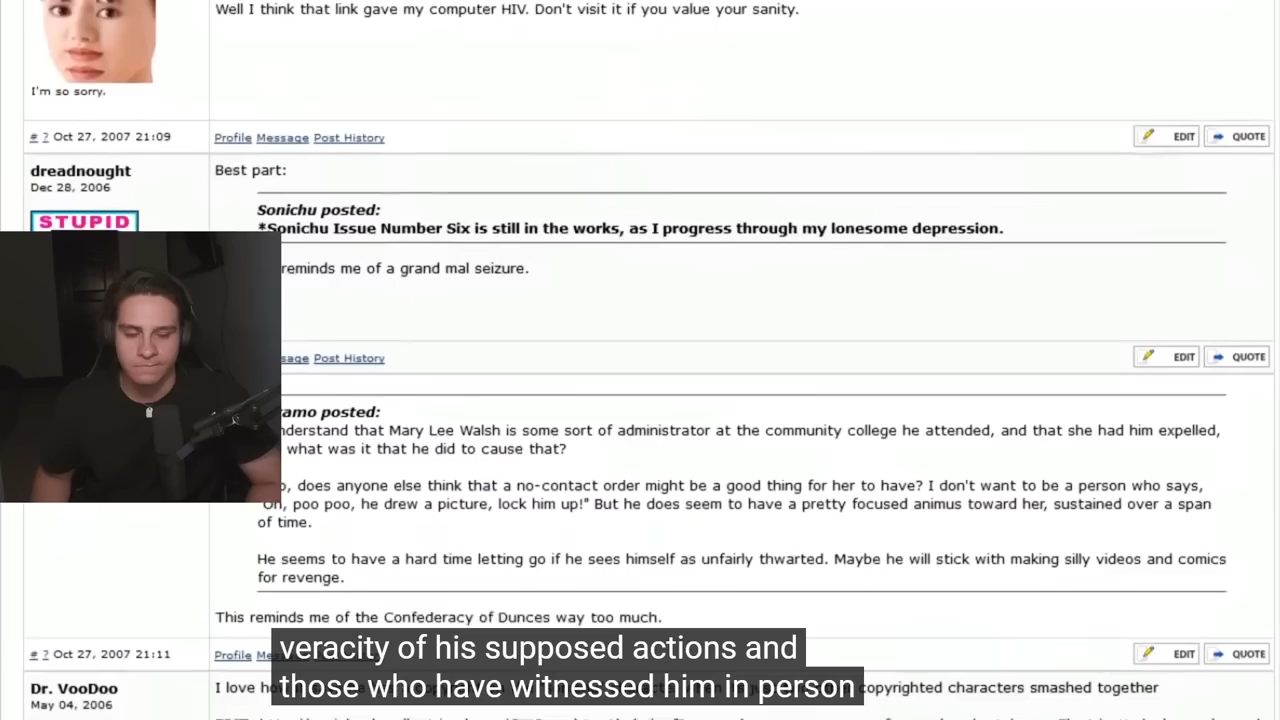 Well I think that link gave my computer HIV. Don't visit it if you value your sanity.
I'm so sorry.
# ? Oct 27, 2007 21:09
Profile Message Post History
EDIT
QUOTE
dreadnought
Dec 28, 2006
STUPID
Best part:
Sonichu posted:
*Sonichu Issue Number Six is still in the works, as I progress through my lonesome depression.
reminds me of a grand mal seizure.
Post History
EDIT
QUOTE
posted:
that Mary Lee Walsh is some sort of administrator at the community college he attended, and that she had him expelled,
what was it that he did to cause that?
does anyone else think that a no-contact order might be a good thing for her to have? I don't want to be a person who says,
"Oh, poo poo, he drew a picture, lock him up!" But he does seem to have a pretty focused animus toward her, sustained over a span
of time.
He seems to have a hard time letting go if he sees himself as unfairly thwarted. Maybe he will stick with making silly videos and comics
for revenge.
This reminds me of the Confederacy of Dunces way too much.
veracity of his supposed actions and
# ? Oct 27, 2007 21:11
Profile
EDIT
QUOTE
those who have witnessed him in person
Dr. VooDoo
May 04, 2006
I love
copyrighted characters smashed together